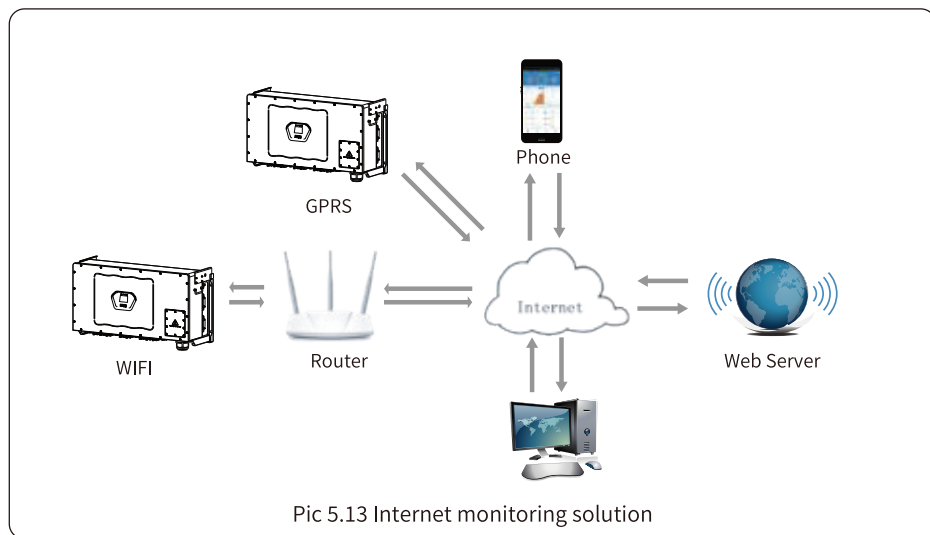 Phone
GPRS
Internet
WIFI
Router
Web Server
Pic 5.13 Internet monitoring solution